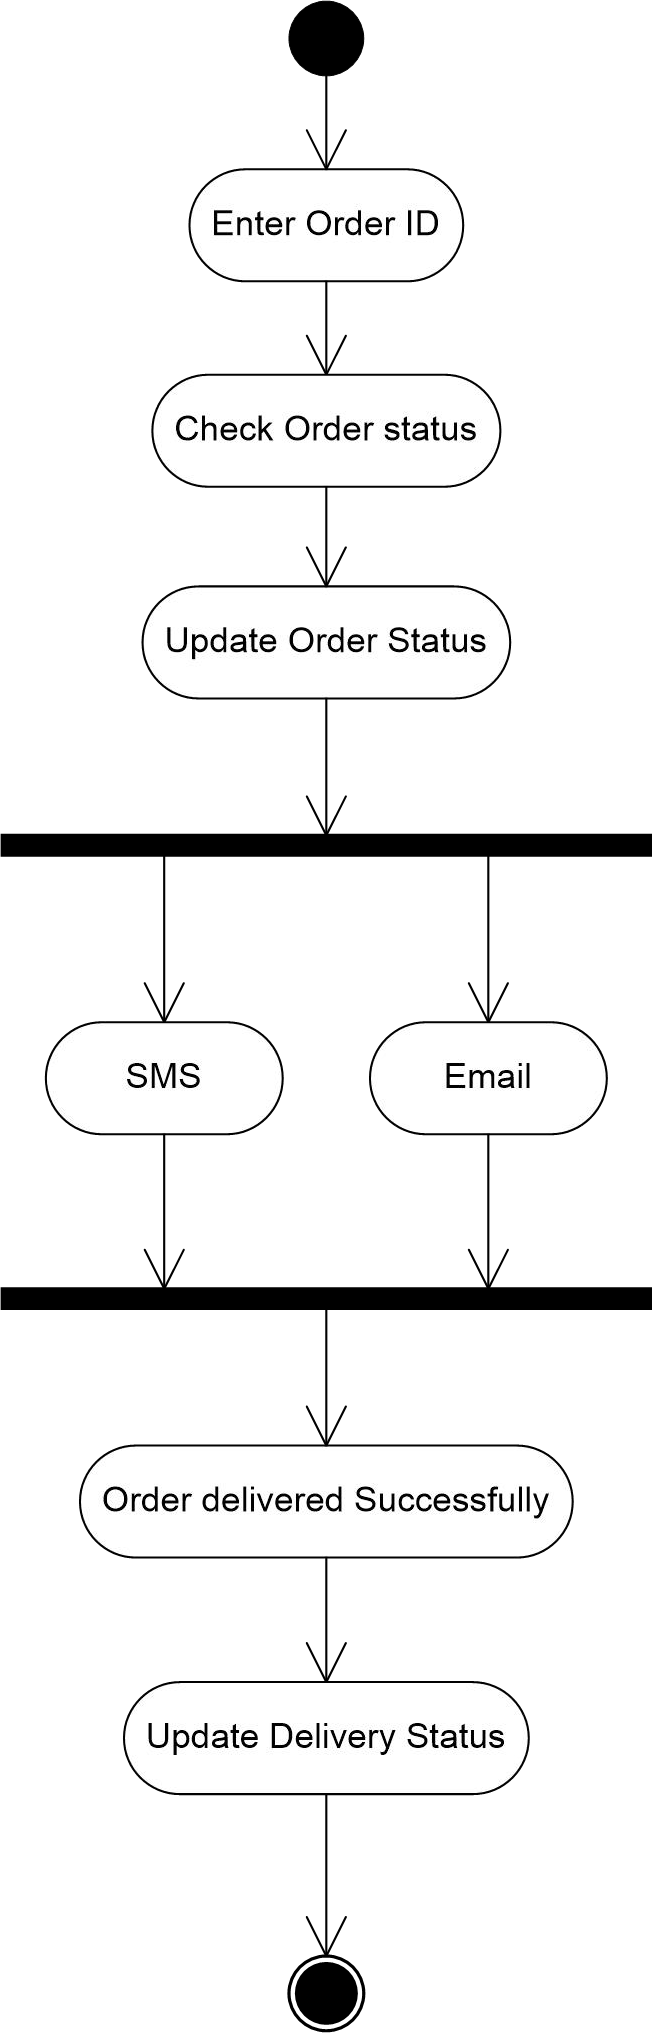 Enter Order ID
Check Order status
Update Order Status
SMS
Email
Order delivered Successfully
Update Delivery Status